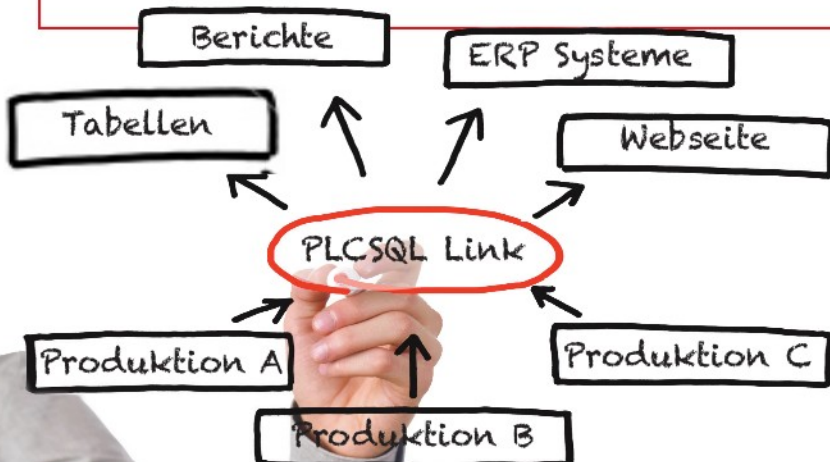 Berichte
ERP Systeme
Tabellen
Webseite
PLCSQL Link
Produktion A
Produktion C
Produktion B